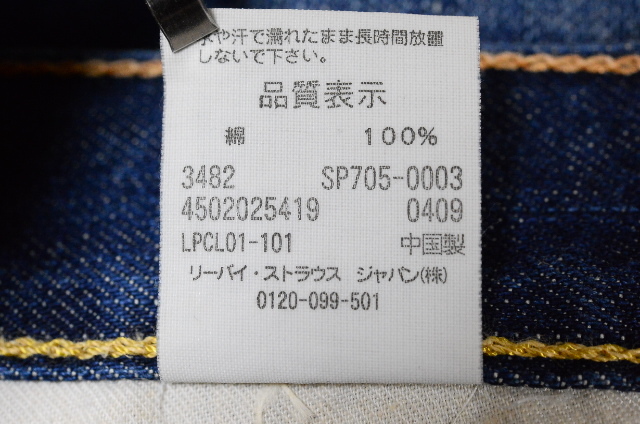 水や汗で濡れたまま長時間放置
しないで下さい。
品質表示
綿 100%
3482 SP705-0003
4502025419 0409
LPCL01-101 中国製
リーバイ・ストラウス ジャパン(株)
0120-099-501